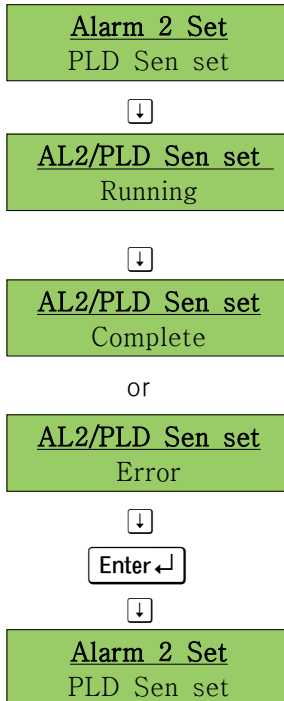 Alarm 2 Set
PLD Sen set
↓
AL2/PLD Sen set
Running
↓
AL2/PLD Sen set
Complete
or
AL2/PLD Sen set
Error
↓
Enter↵
↓
Alarm 2 Set
PLD Sen set